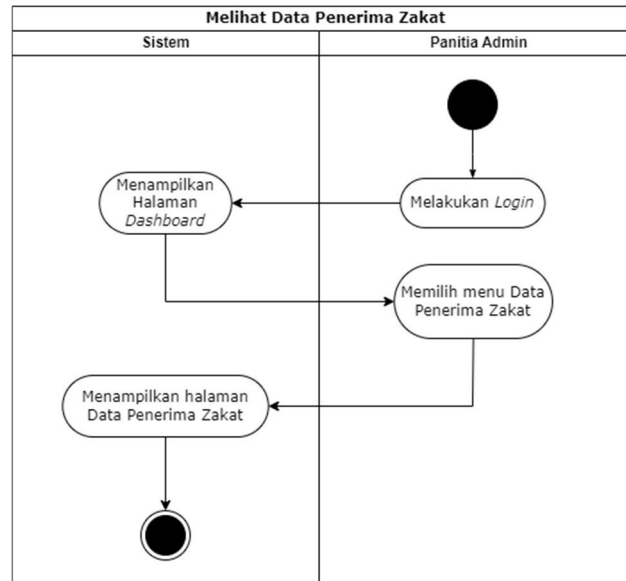 Melihat Data Penerima Zakat
Sistem
Panitia Admin
Melakukan Login
Menampilkan
Halaman
Dashboard
Memilih menu Data
Penerima Zakat
Menampilkan halaman
Data Penerima Zakat